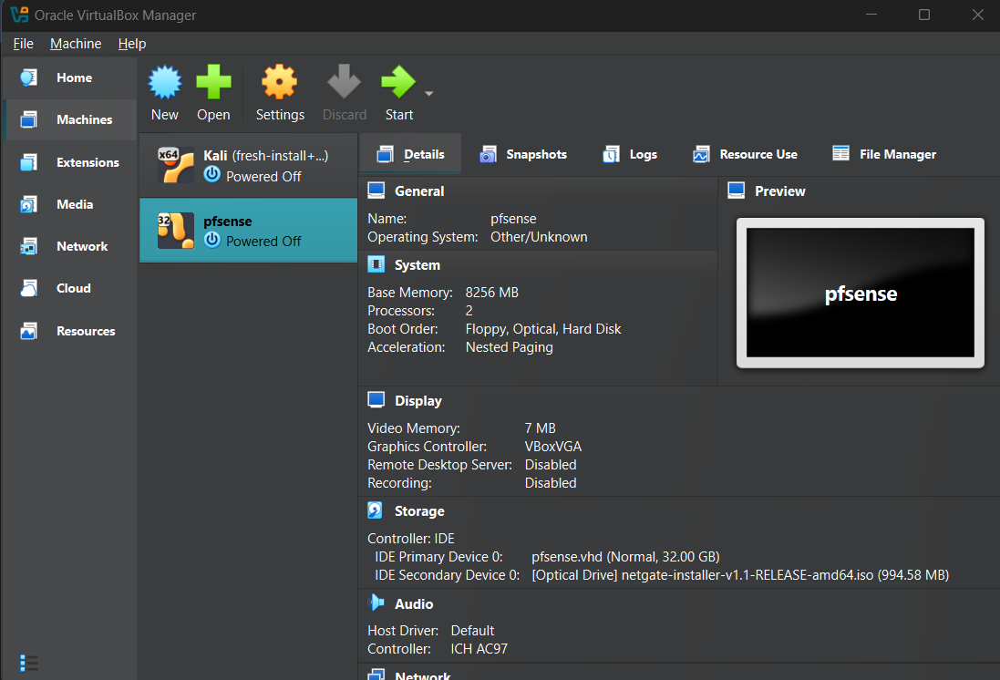 Oracle VirtualBox Manager
File Machine Help
Home
Machines
Extensions
Media
Network
Cloud
Resources
New Open Settings Discard Start
x64 Kali (fresh-install+...)
Powered Off
32 pfsense
Powered Off
Details Snapshots Logs Resource Use File Manager
General
Name: pfsense
Operating System: Other/Unknown
System
Base Memory: 8256 MB
Processors: 2
Boot Order: Floppy, Optical, Hard Disk
Acceleration: Nested Paging
Preview
pfsense
Display
Video Memory: 7 MB
Graphics Controller: VBoxVGA
Remote Desktop Server: Disabled
Recording: Disabled
Storage
Controller: IDE
IDE Primary Device 0: pfsense.vhd (Normal, 32.00 GB)
IDE Secondary Device 0: [Optical Drive] netgate-installer-v1.1-RELEASE-amd64.iso (994.58 MB)
Audio
Host Driver: Default
Controller: ICH AC97
Network